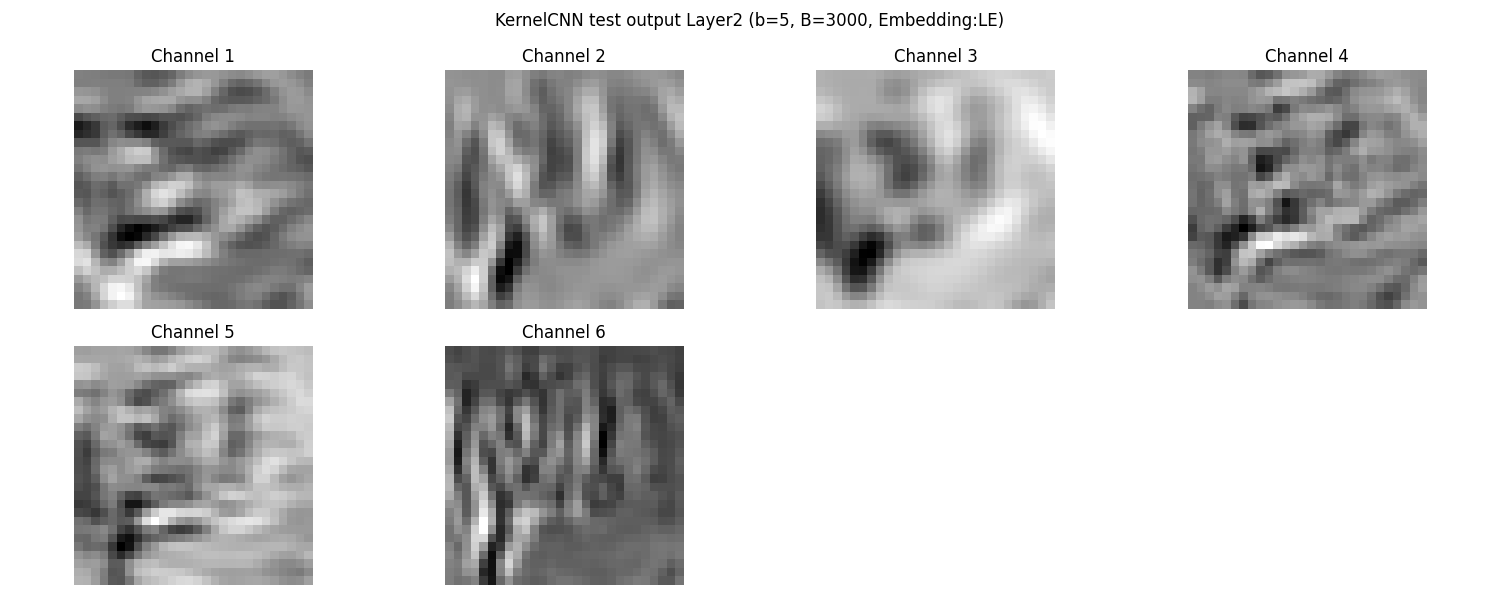 KernelCNN test output Layer2 (b=5, B=3000, Embedding:LE)
Channel 1
Channel 2
Channel 3
Channel 4
Channel 5
Channel 6